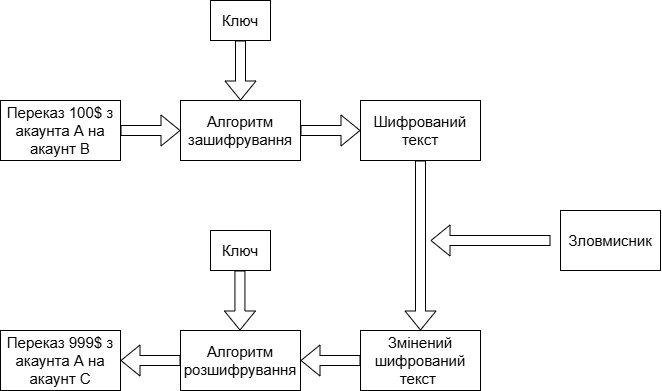 Ключ
Переказ 100$ з
акаунта А на
акаунт В
Алгоритм
зашифрування
Шифрований
текст
Зловмисник
Ключ
Переказ 999$ з
акаунта А на
акаунт С
Алгоритм
розшифрування
Змінений
шифрований
текст